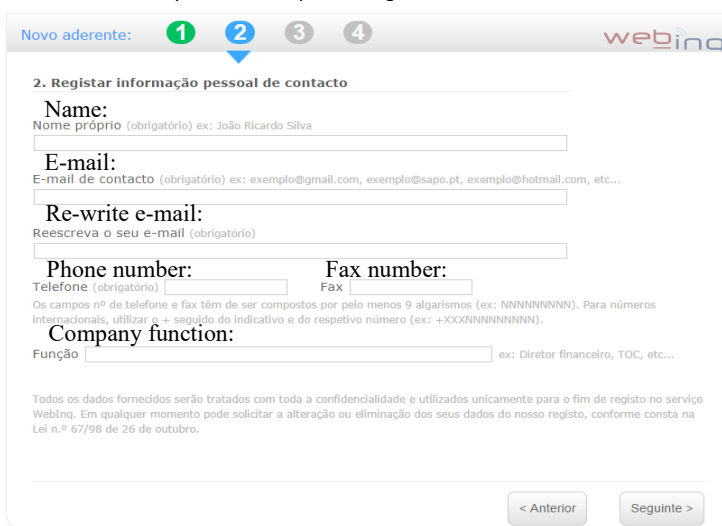 Novo aderente: 1 2 3 4 webinq
2. Registar informação pessoal de contacto
Name:
Nome próprio (obrigatório) ex: João Ricardo Silva
E-mail:
E-mail de contacto (obrigatório) ex: exemplo@gmail.com, exemplo@sapo.pt, exemplo@hotmail.com, etc...
Re-write e-mail:
Reescreva o seu e-mail (obrigatório)
Phone number: Fax number:
Telefone (obrigatório) Fax
Os campos nº de telefone e fax têm de ser compostos por pelo menos 9 algarismos (ex: NNNNNNNNN). Para números
internacionais, utilizar o + seguido do indicativo e do respetivo número (ex: +XXXNNNNNNNNN).
Company function:
Função ex: Diretor financeiro, TOC, etc...
Todos os dados fornecidos serão tratados com toda a confidencialidade e utilizados unicamente para o fim de registo no serviço
WebInq. Em qualquer momento pode solicitar a alteração ou eliminação dos seus dados do nosso registo, conforme consta na
Lei n.º 67/98 de 26 de outubro.
< Anterior Seguinte >